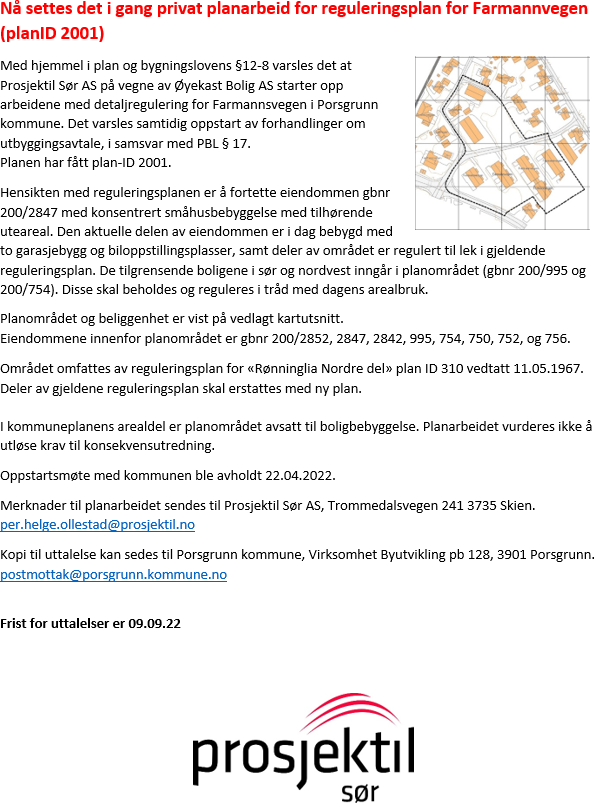 Nå settes det i gang privat planarbeid for reguleringsplan for Farmannvegen
(planID 2001)
Med hjemmel i plan og bygningslovens §12-8 varsles det at
Prosjektil Sør AS på vegne av Øyekast Bolig AS starter opp
arbeidene med detaljregulering for Farmannsvegen i Porsgrunn
kommune. Det varsles samtidig oppstart av forhandlinger om
utbyggingsavtale, i samsvar med PBL § 17.
Planen har fått plan-ID 2001.
Hensikten med reguleringsplanen er å fortette eiendommen gbnr
200/2847 med konsentrert småhusbebyggelse med tilhørende
uteareal. Den aktuelle delen av eiendommen er i dag bebygd med
to garasjebygg og biloppstillingsplasser, samt deler av området er regulert til lek i gjeldende
reguleringsplan. De tilgrensende boligene i sør og nordvest inngår i planområdet (gbnr 200/995 og
200/754). Disse skal beholdes og reguleres i tråd med dagens arealbruk.
Planområdet og beliggenhet er vist på vedlagt kartutsnitt.
Eiendommene innenfor planområdet er gbnr 200/2852, 2847, 2842, 995, 754, 750, 752, og 756.
Området omfattes av reguleringsplan for «Rønninglia Nordre del» plan ID 310 vedtatt 11.05.1967.
Deler av gjeldene reguleringsplan skal erstattes med ny plan.
I kommuneplanens arealdel er planområdet avsatt til boligbebyggelse. Planarbeidet vurderes ikke å
utløse krav til konsekvensutredning.
Oppstartsmøte med kommunen ble avholdt 22.04.2022.
Merknader til planarbeidet sendes til Prosjektil Sør AS, Trommedalsvegen 241 3735 Skien.
per.helge.ollestad@prosjektil.no
Kopi til uttalelse kan sedes til Porsgrunn kommune, Virksomhet Byutvikling pb 128, 3901 Porsgrunn.
postmottak@porsgrunn.kommune.no
Frist for uttalelser er 09.09.22
prosjektil
sør